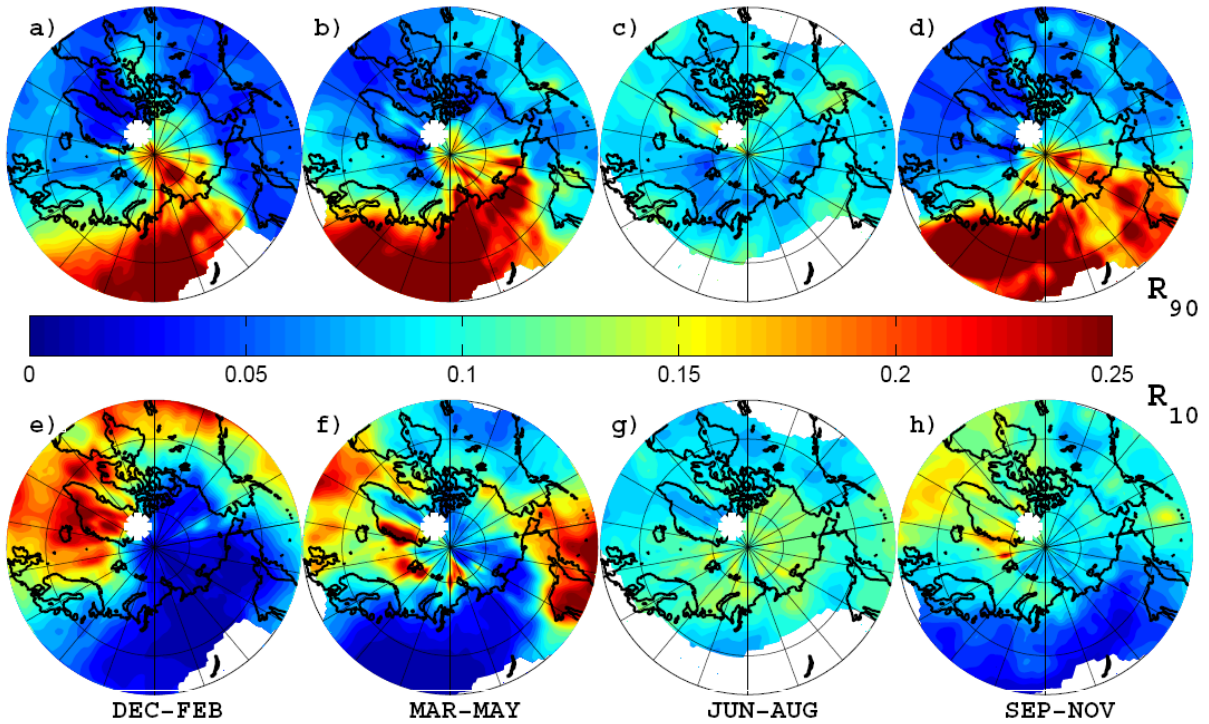 a) b) c) d)
R90
0 0.05 0.1 0.15 0.2 0.25
R10
e) f) g) h)
DEC-FEB MAR-MAY JUN-AUG SEP-NOV